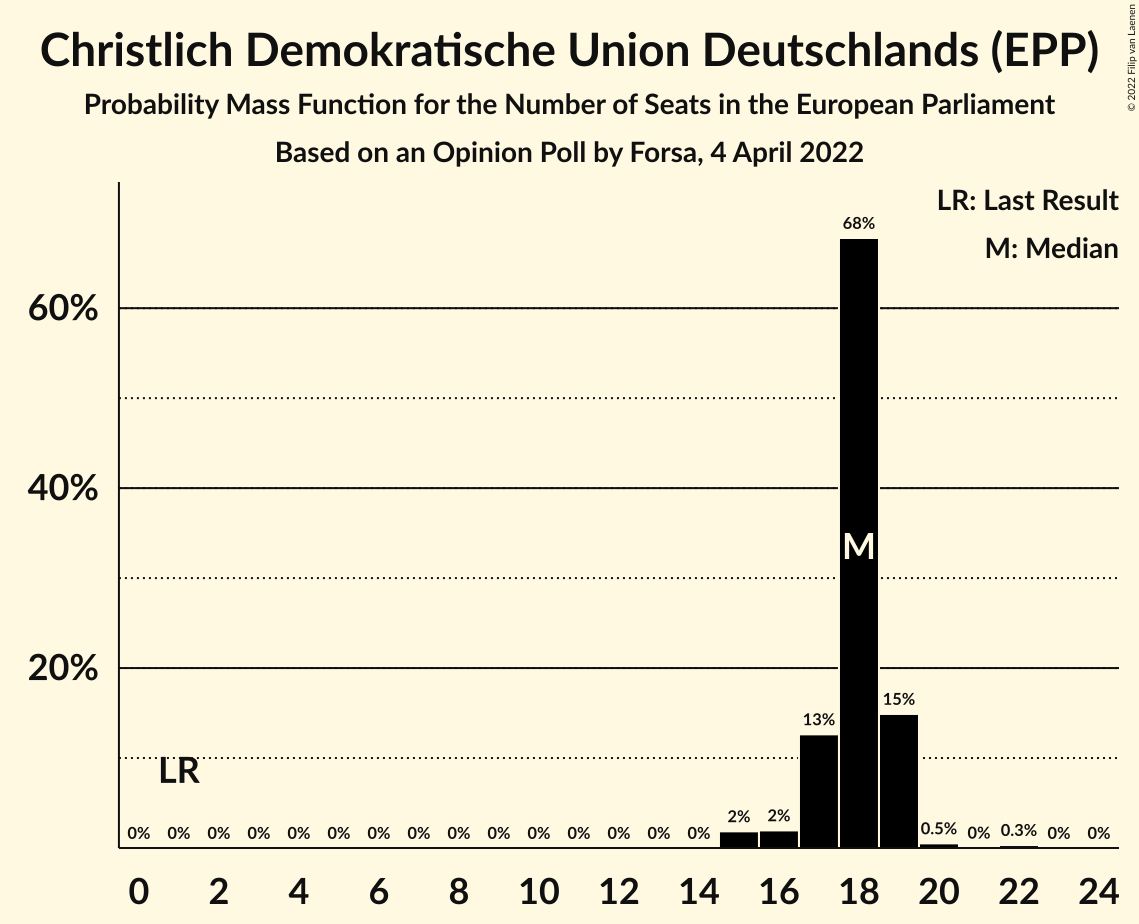 Christlich Demokratische Union Deutschlands (EPP)
Probability Mass Function for the Number of Seats in the European Parliament
Based on an Opinion Poll by Forsa, 4 April 2022
© 2022 Filip van Laenen
LR: Last Result
M: Median
60%
40%
20%
68%
M
15%
13%
LR
0% 0% 0% 0% 0% 0% 0% 0% 0% 0% 0% 0% 0% 0% 0% 2% 2% 0.5% 0% 0.3% 0% 0%
0 2 4 6 8 10 12 14 16 18 20 22 24